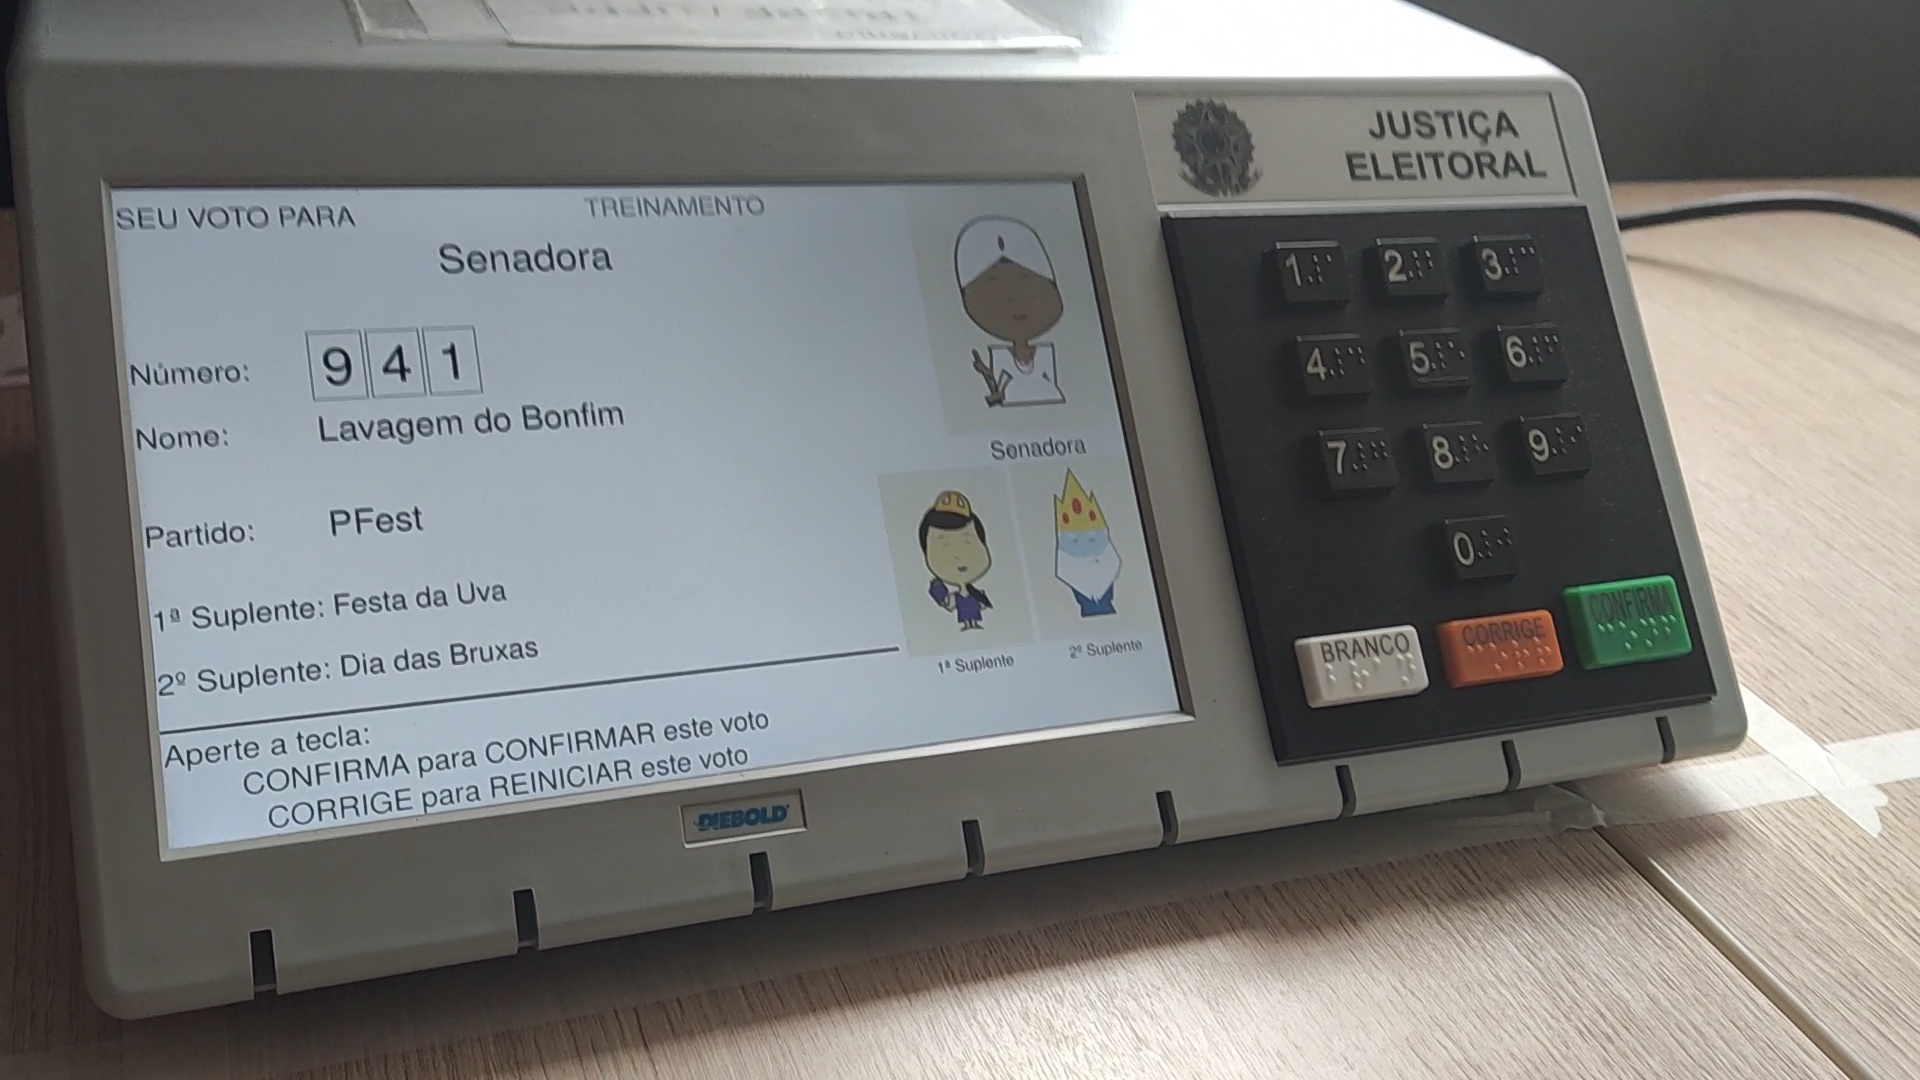 JUSTIÇA
ELEITORAL
SEU VOTO PARA
TREINAMENTO
Senadora
Número: 9 4 1
Nome: Lavagem do Bonfim
Partido: PFest
1ª Suplente: Festa da Uva
2º Suplente: Dia das Bruxas
Senadora
1ª Suplente
2º Suplente
Aperte a tecla:
CONFIRMA para CONFIRMAR este voto
CORRIGE para REINICIAR este voto
DIEBOLD
1 2 3
4 5 6
7 8 9
0
BRANCO CORRIGE CONFIRMA